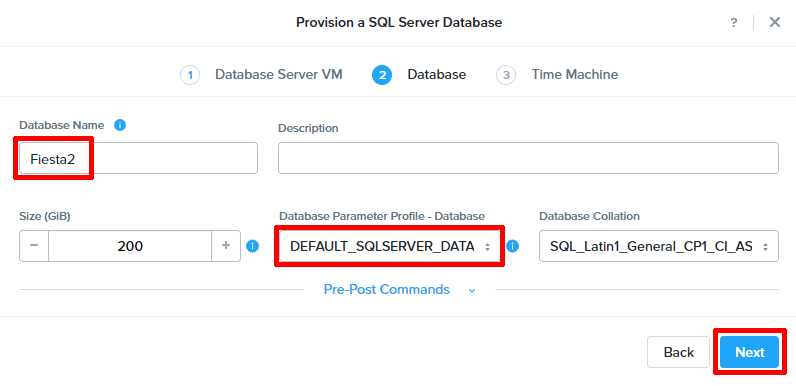 Provision a SQL Server Database
?
1 Database Server VM 2 Database 3 Time Machine
Database Name i Description
Fiesta2
Size (GiB) Database Parameter Profile - Database Database Collation
− 200 + i DEFAULT_SQLSERVER_DATA i SQL_Latin1_General_CP1_CI_AS
Pre-Post Commands
Back Next